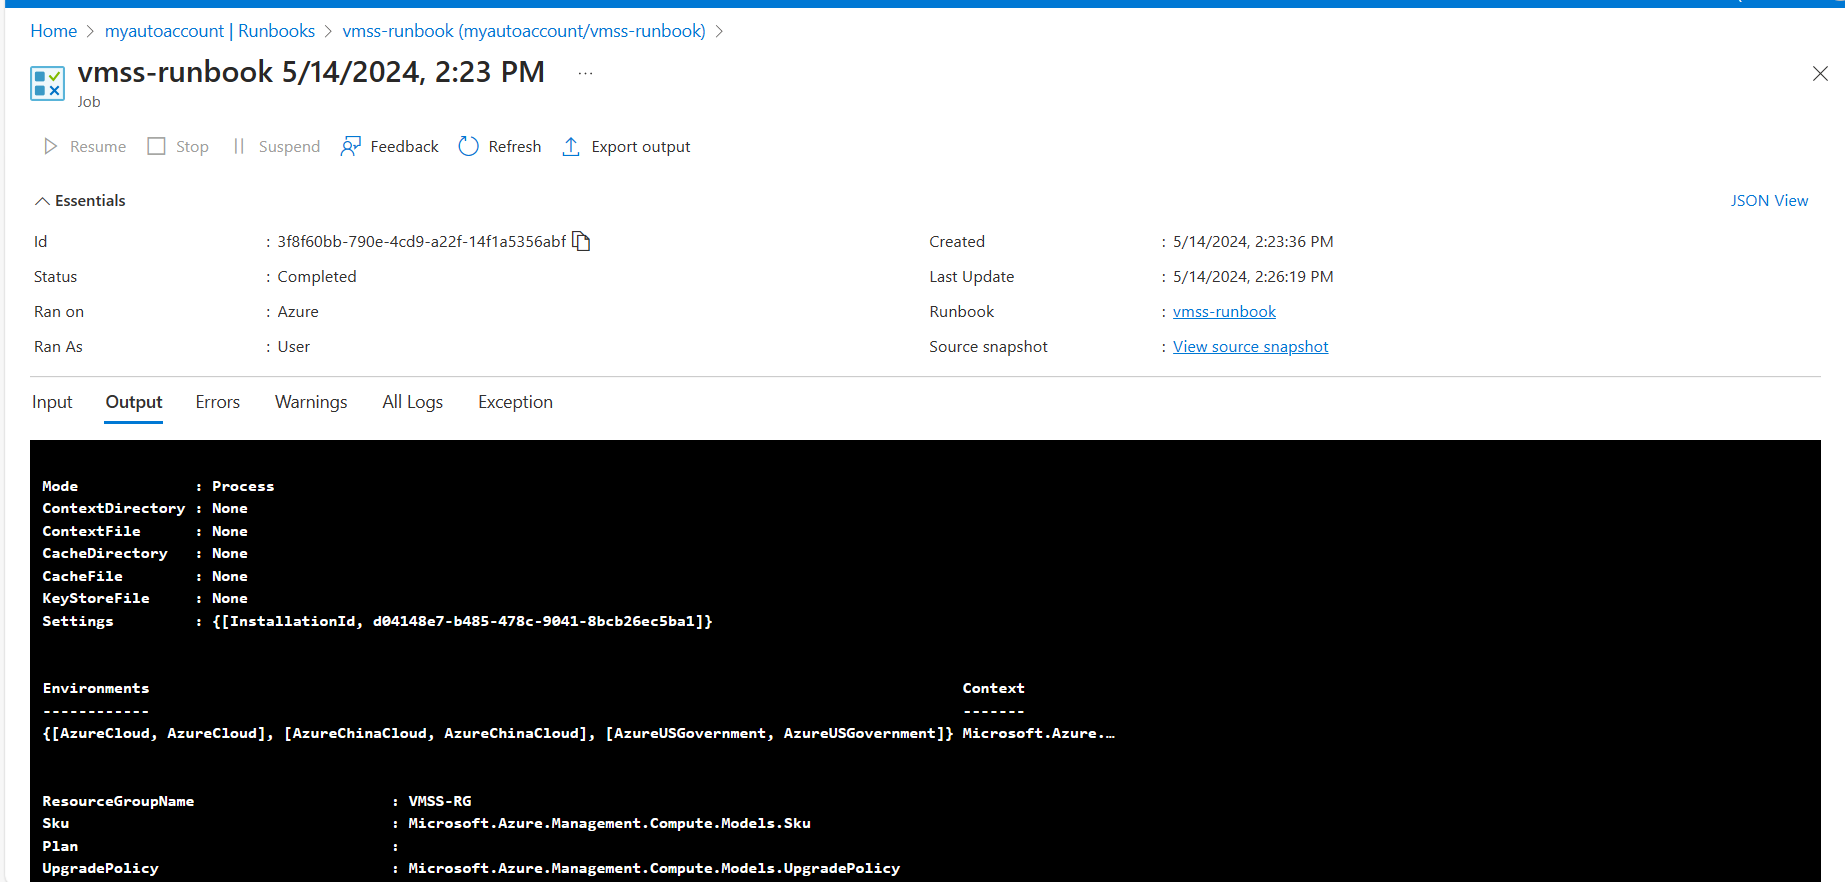 Home > myautoaccount | Runbooks > vmss-runbook (myautoaccount/vmss-runbook) >
vmss-runbook 5/14/2024, 2:23 PM ...
Job
Resume Stop Suspend Feedback Refresh Export output
Essentials JSON View
Id : 3f8f60bb-790e-4cd9-a22f-14f1a5356abf Created : 5/14/2024, 2:23:36 PM
Status : Completed Last Update : 5/14/2024, 2:26:19 PM
Ran on : Azure Runbook : vmss-runbook
Ran As : User Source snapshot : View source snapshot
Input Output Errors Warnings All Logs Exception
Mode : Process
ContextDirectory : None
ContextFile : None
CacheDirectory : None
CacheFile : None
KeyStoreFile : None
Settings : {[InstallationId, d04148e7-b485-478c-9041-8bcb26ec5ba1]}
Environments Context
------------ -------
{[AzureCloud, AzureCloud], [AzureChinaCloud, AzureChinaCloud], [AzureUSGovernment, AzureUSGovernment]} Microsoft.Azure.…
ResourceGroupName : VMSS-RG
Sku : Microsoft.Azure.Management.Compute.Models.Sku
Plan :
UpgradePolicy : Microsoft.Azure.Management.Compute.Models.UpgradePolicy